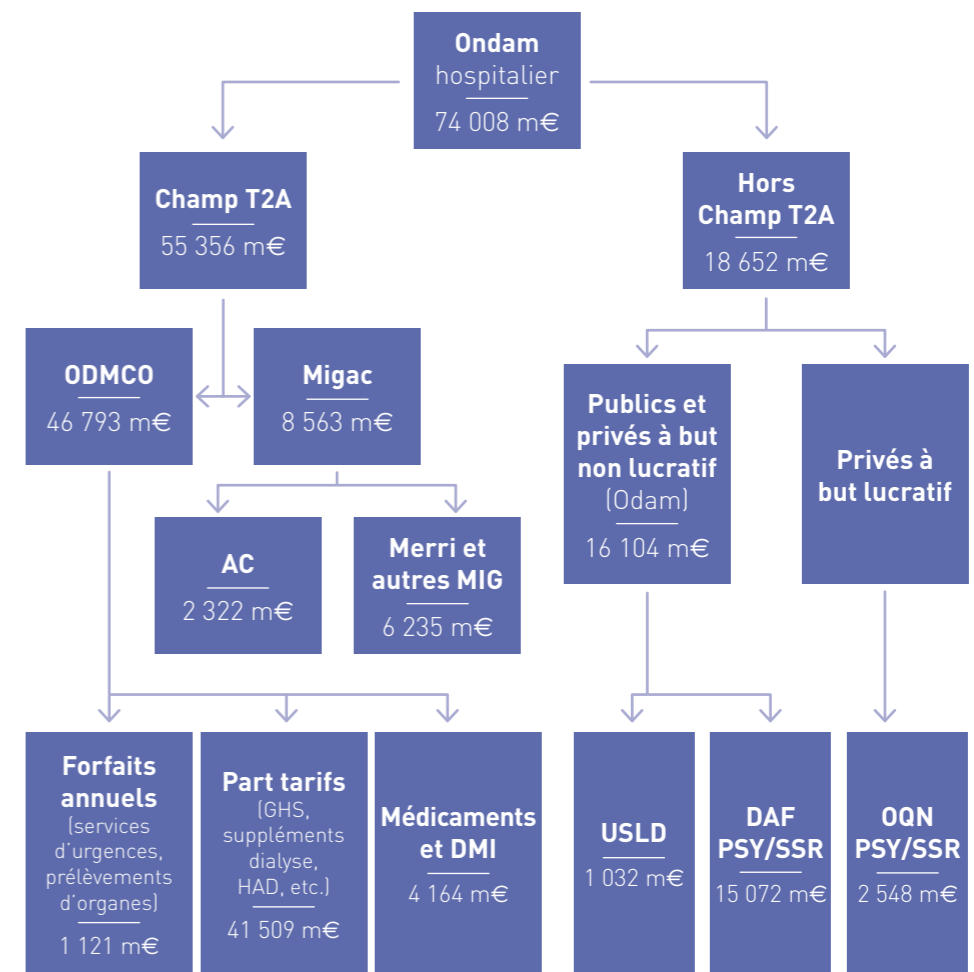 Ondam
hospitalier
74 008 m€
Champ T2A
55 356 m€
Hors
Champ T2A
18 652 m€
ODMCO
46 793 m€
Migac
8 563 m€
Publics et
privés à but
non lucratif
(Odam)
16 104 m€
Privés à
but lucratif
AC
2 322 m€
Merri et
autres MIG
6 235 m€
Forfaits
annuels
(services
d'urgences,
prélèvements
d'organes)
1 121 m€
Part tarifs
(GHS,
suppléments
dialyse,
HAD, etc.)
41 509 m€
Médicaments
et DMI
4 164 m€
USLD
1 032 m€
DAF
PSY/SSR
15 072 m€
OQN
PSY/SSR
2 548 m€